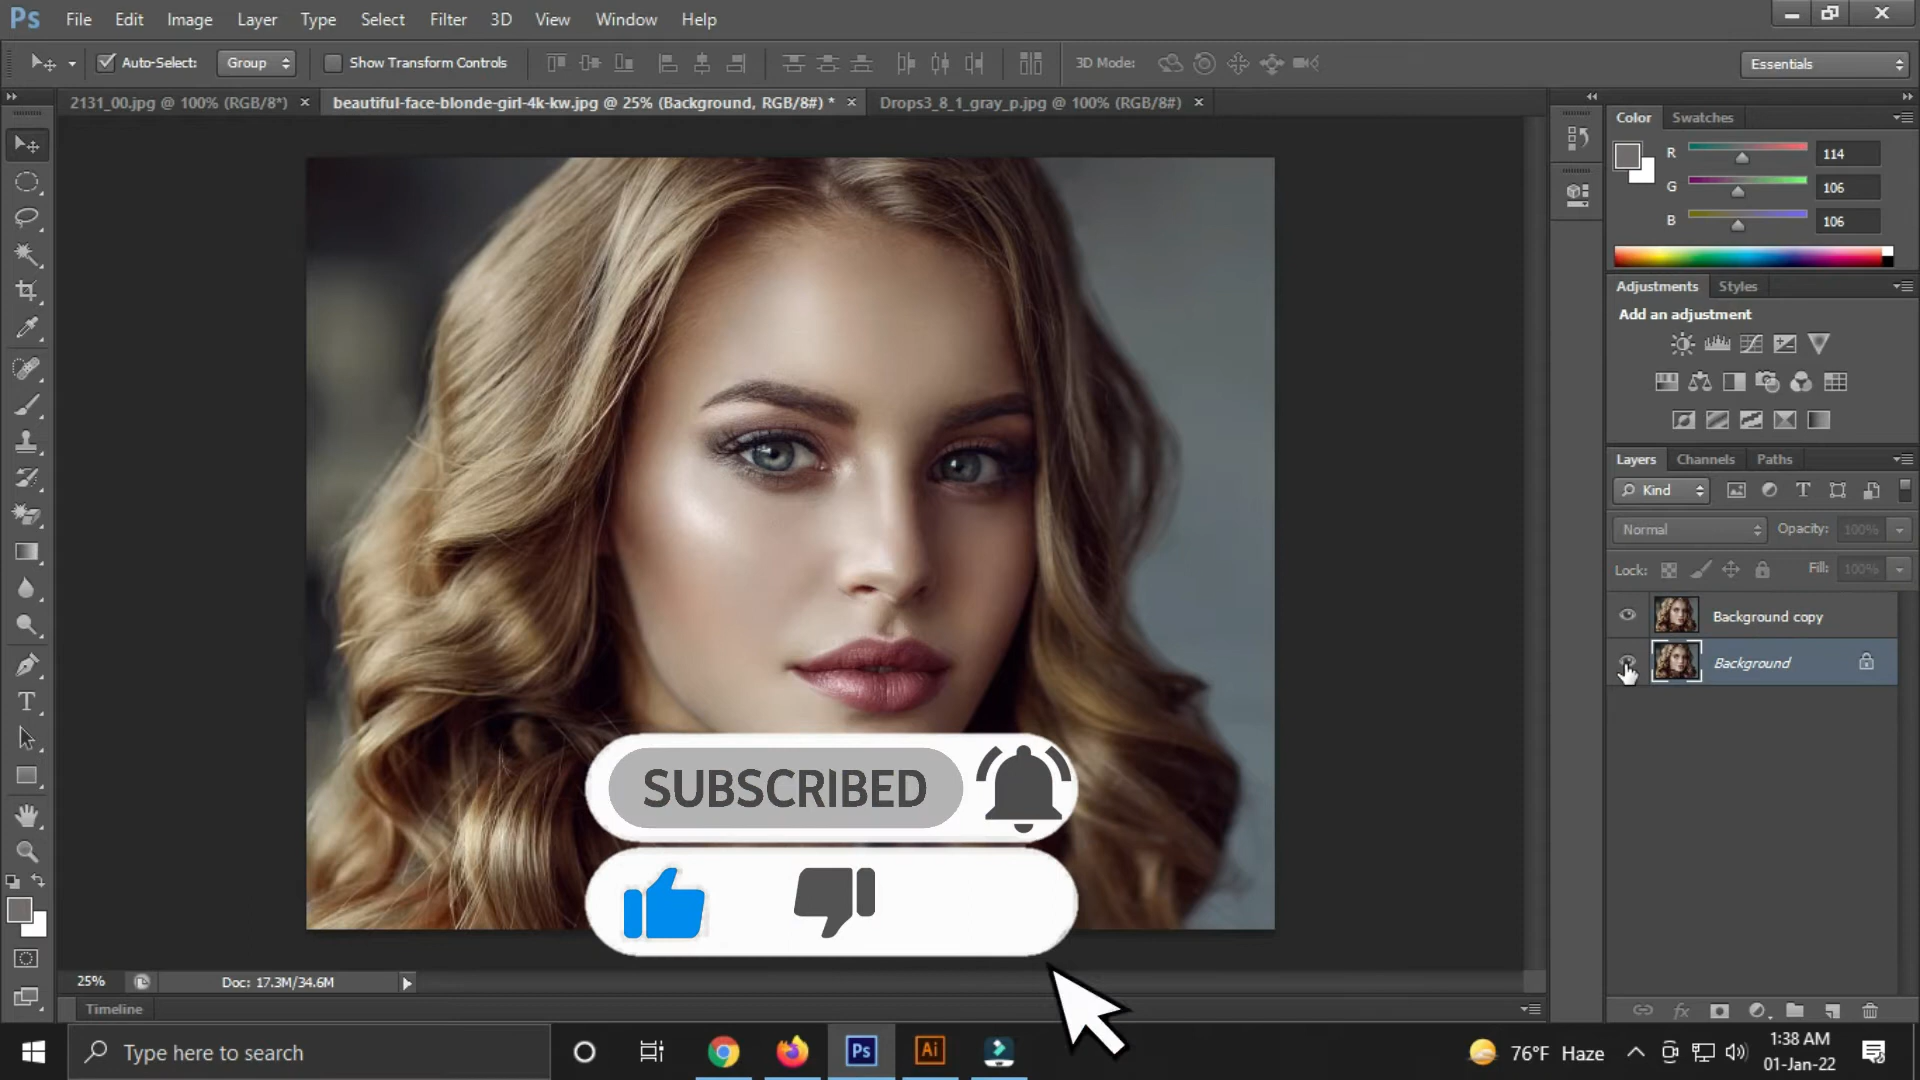 Ps File Edit Image Layer Type Select Filter 3D View Window Help
Auto-Select: Group Show Transform Controls 3D Mode: Essentials
2131_00.jpg @ 100% (RGB/8*) × beautiful-face-blonde-girl-4k-kw.jpg @ 25% (Background, RGB/8#) * × Drops3_8_1_gray_p.jpg @ 100% (RGB/8#) ×
Color Swatches
R 114
G 106
B 106
Adjustments Styles
Add an adjustment
Layers Channels Paths
Kind
Normal Opacity: 100%
Lock: Fill: 100%
Background copy
Background
SUBSCRIBED
25% Doc: 17.3M/34.6M
Timeline
Type here to search Ps Ai 76°F Haze 1:38 AM
01-Jan-22